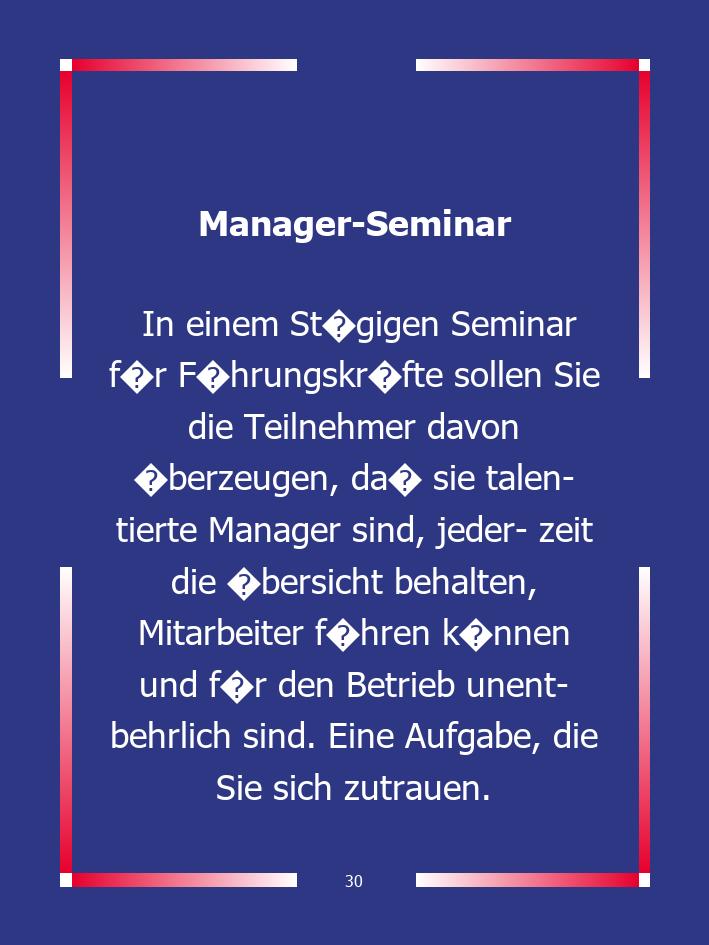 Manager-Seminar
In einem St�gigen Seminar
f�r F�hrungskr�fte sollen Sie
die Teilnehmer davon
�berzeugen, da� sie talen-
tierte Manager sind, jeder- zeit
die �bersicht behalten,
Mitarbeiter f�hren k�nnen
und f�r den Betrieb unent-
behrlich sind. Eine Aufgabe, die
Sie sich zutrauen.
30